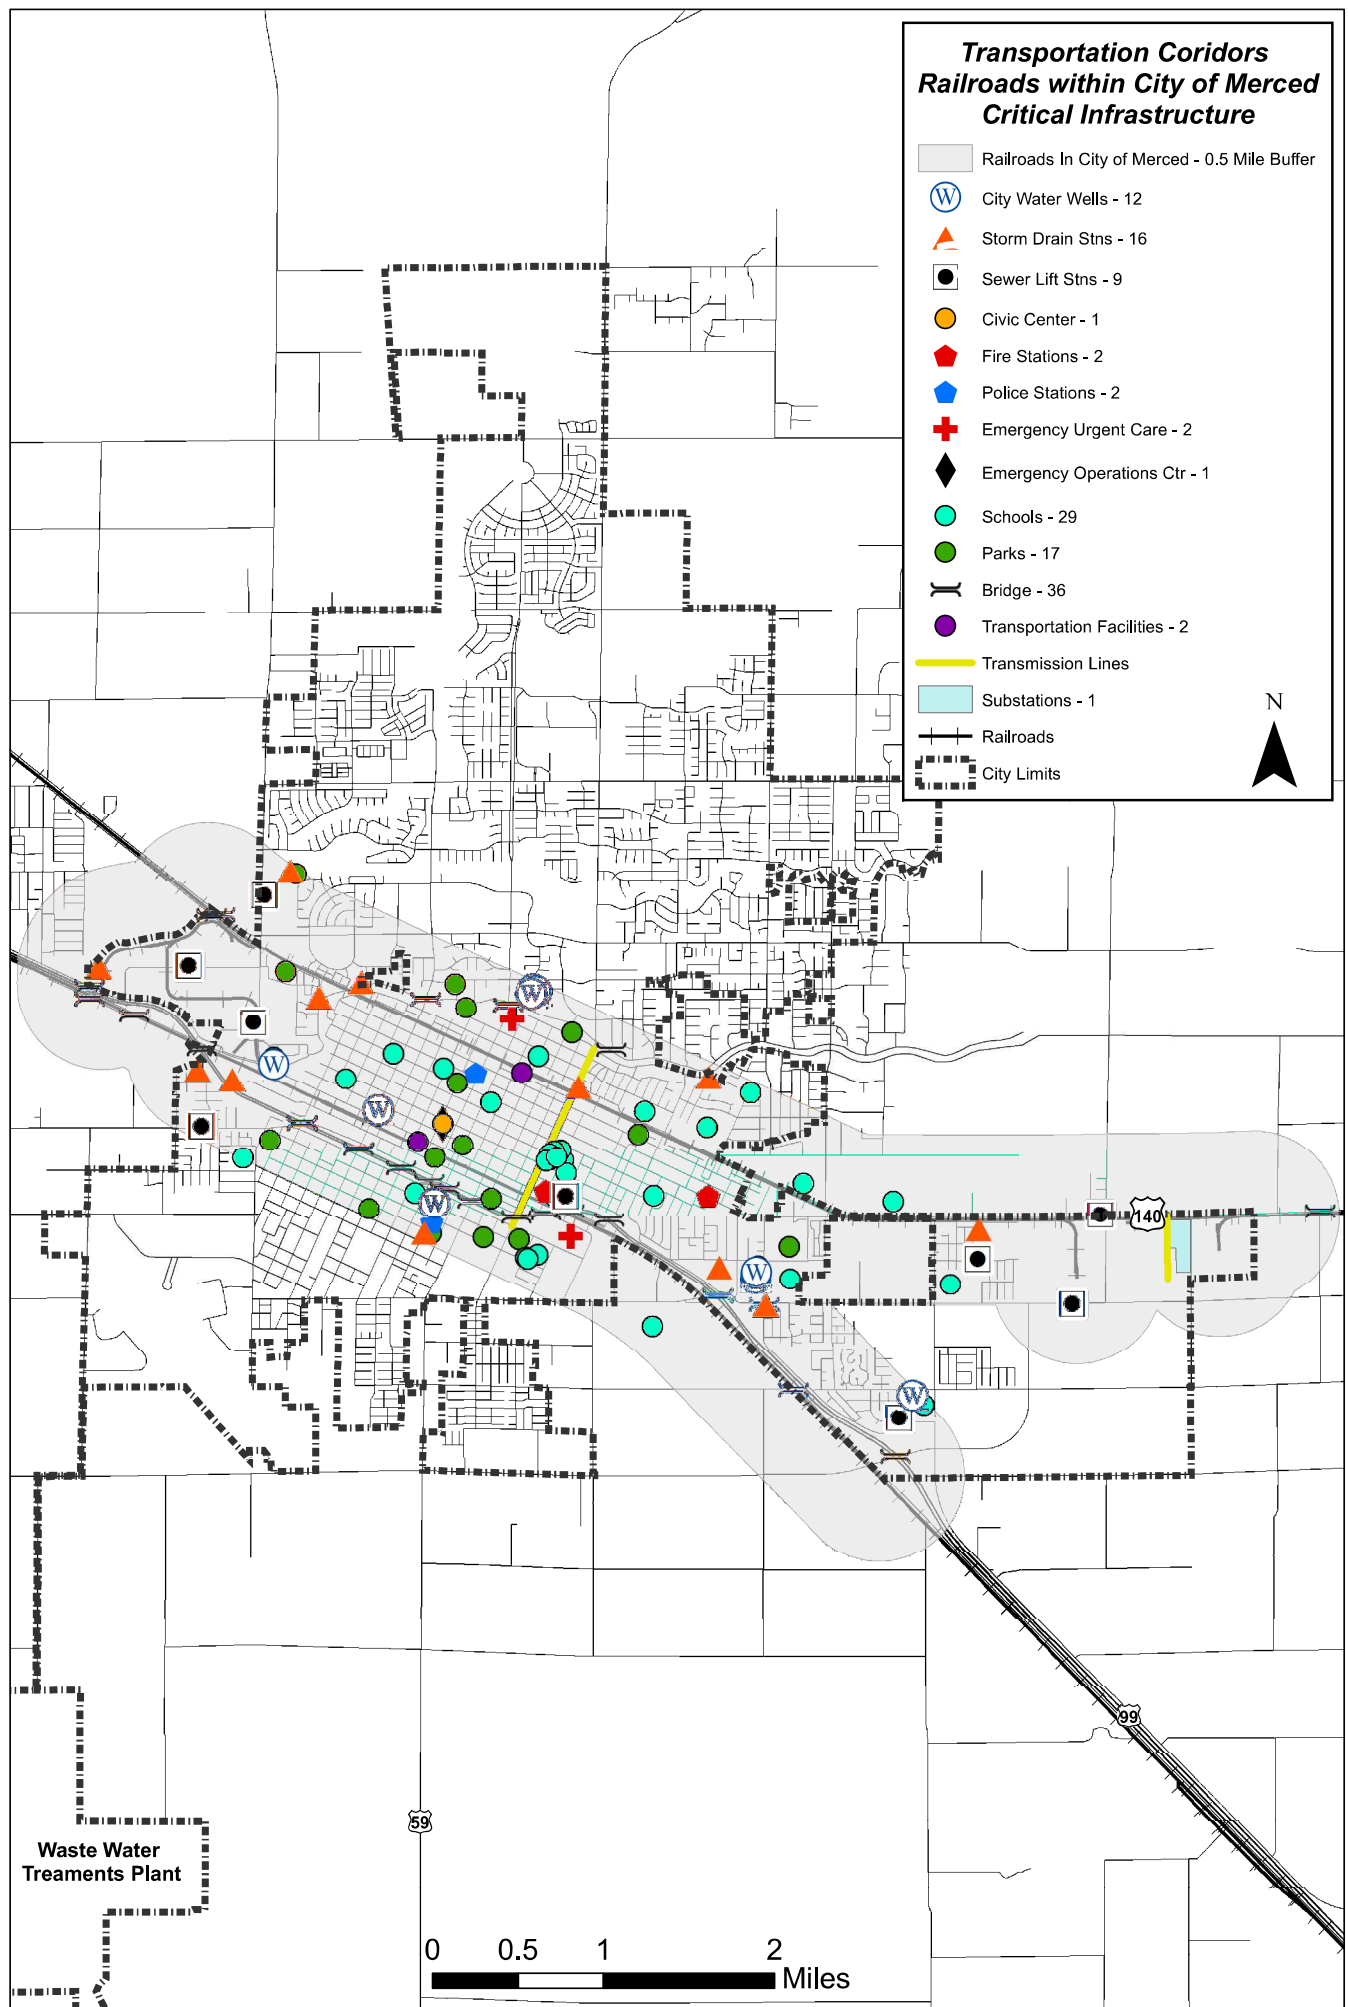 Transportation Coridors
Railroads within City of Merced
Critical Infrastructure
Railroads In City of Merced - 0.5 Mile Buffer
W City Water Wells - 12
Storm Drain Stns - 16
Sewer Lift Stns - 9
Civic Center - 1
Fire Stations - 2
Police Stations - 2
Emergency Urgent Care - 2
Emergency Operations Ctr - 1
Schools - 29
Parks - 17
Bridge - 36
Transportation Facilities - 2
Transmission Lines
Substations - 1
Railroads
City Limits
N
W
W
W
W
W
W
140
99
59
Waste Water
Treaments Plant
0 0.5 1 2
Miles